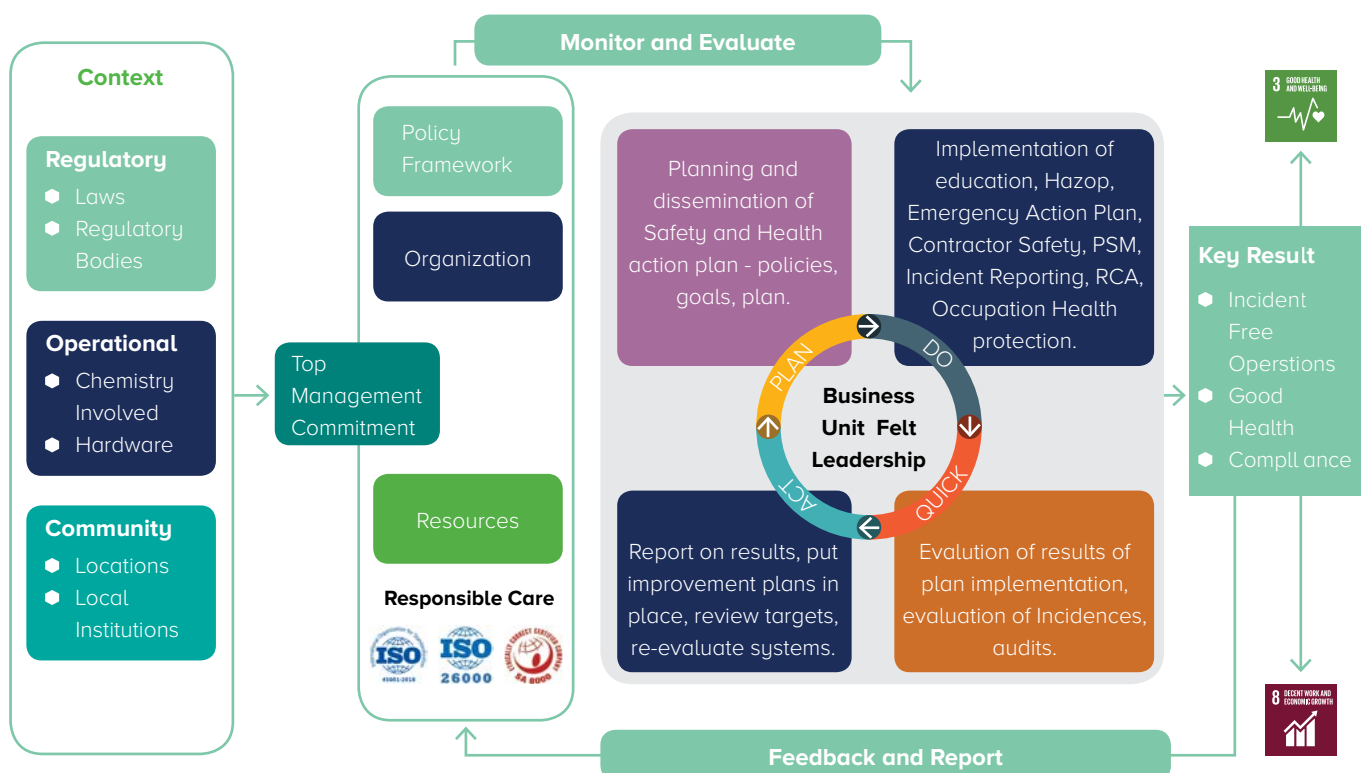 Monitor and Evaluate
Context
Regulatory
Laws
Regulatory
Bodies
Operational
Chemistry
Involved
Hardware
Community
Locations
Local
Institutions
Top
Management
Commitment
Policy
Framework
Organization
Resources
Responsible Care
ISO
45001:2018
ISO
26000
SA 8000
Planning and
dissemination of
Safety and Health
action plan - policies,
goals, plan.
Implementation of
education, Hazop,
Emergency Action Plan,
Contractor Safety, PSM,
Incident Reporting, RCA,
Occupation Health
protection.
PLAN
DO
QUICK
ACT
Business
Unit Felt
Leadership
Report on results, put
improvement plans in
place, review targets,
re-evaluate systems.
Evalution of results of
plan implementation,
evaluation of Incidences,
audits.
3 GOOD HEALTH
AND WELL-BEING
Key Result
Incident
Free
Operstions
Good
Health
Compll ance
8 DECENT WORK AND
ECONOMIC GROWTH
Feedback and Report